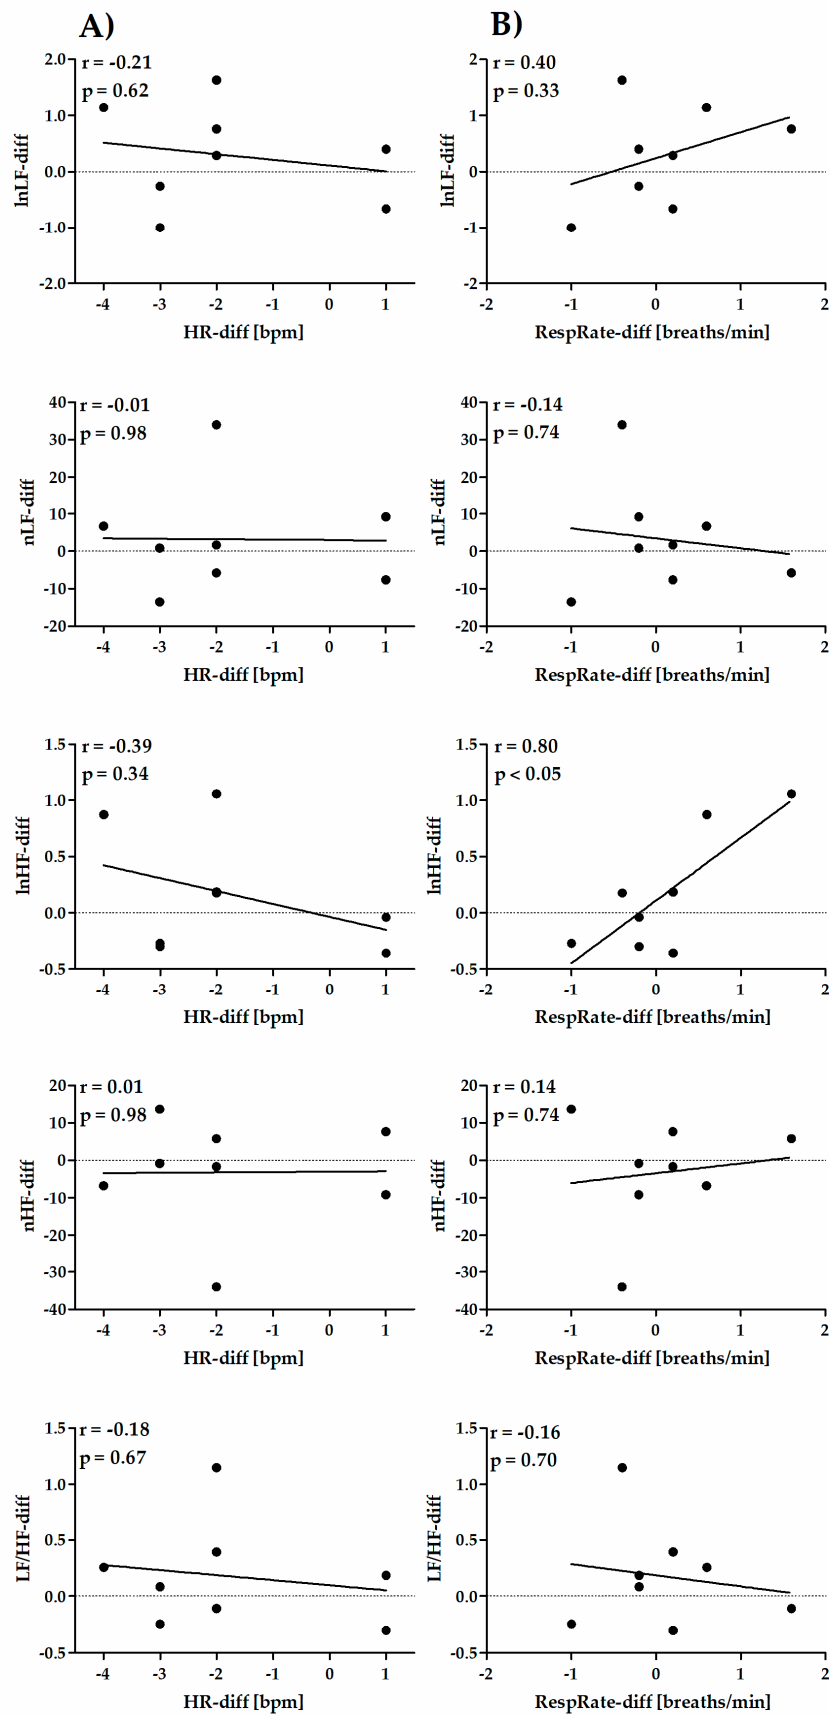 A)
B)
r = -0.21
p = 0.62
2.0
1.0
0.0
-1.0
-2.0
lnLF-diff
-4 -3 -2 -1 0 1
HR-diff [bpm]
r = 0.40
p = 0.33
2
1
0
-1
-2
lnLF-diff
-2 -1 0 1 2
RespRate-diff [breaths/min]
r = -0.01
p = 0.98
40
30
20
10
0
-10
-20
nLF-diff
-4 -3 -2 -1 0 1
HR-diff [bpm]
r = -0.14
p = 0.74
40
30
20
10
0
-10
-20
nLF-diff
-2 -1 0 1 2
RespRate-diff [breaths/min]
r = -0.39
p = 0.34
1.5
1.0
0.5
0.0
-0.5
lnHF-diff
-4 -3 -2 -1 0 1
HR-diff [bpm]
r = 0.80
p < 0.05
1.5
1.0
0.5
0.0
-0.5
lnHF-diff
-2 -1 0 1 2
RespRate-diff [breaths/min]
r = 0.01
p = 0.98
20
10
0
-10
-20
-30
-40
nHF-diff
-4 -3 -2 -1 0 1
HR-diff [bpm]
r = 0.14
p = 0.74
20
10
0
-10
-20
-30
-40
nHF-diff
-2 -1 0 1 2
RespRate-diff [breaths/min]
r = -0.18
p = 0.67
1.5
1.0
0.5
0.0
-0.5
LF/HF-diff
-4 -3 -2 -1 0 1
HR-diff [bpm]
r = -0.16
p = 0.70
1.5
1.0
0.5
0.0
-0.5
LF/HF-diff
-2 -1 0 1 2
RespRate-diff [breaths/min]